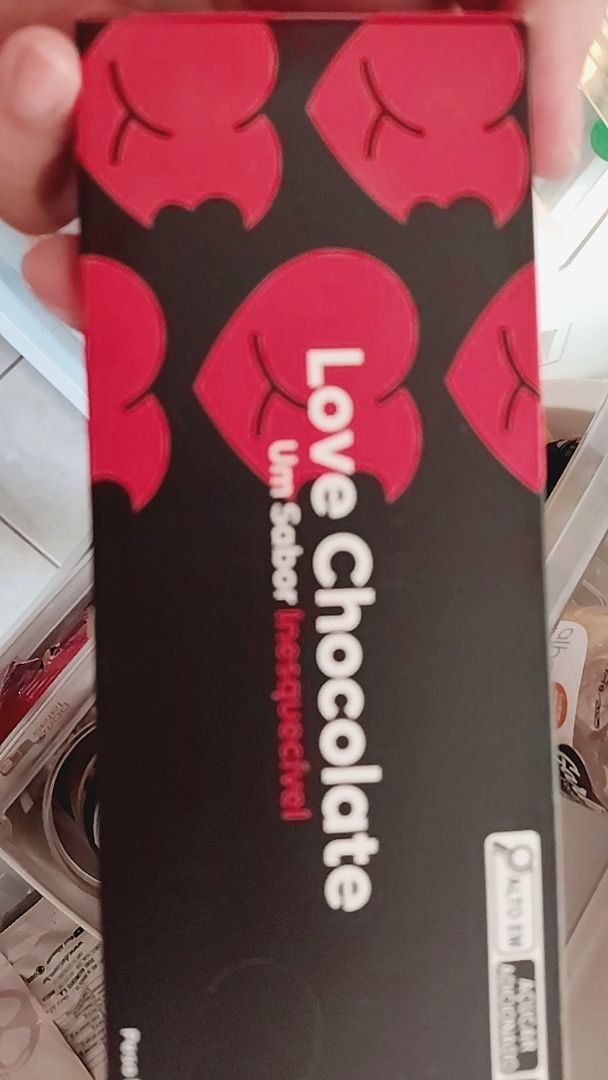 Love Chocolate
Um Sabor Inesquecível
ALTO EM
AÇÚCAR
ADICIONADO